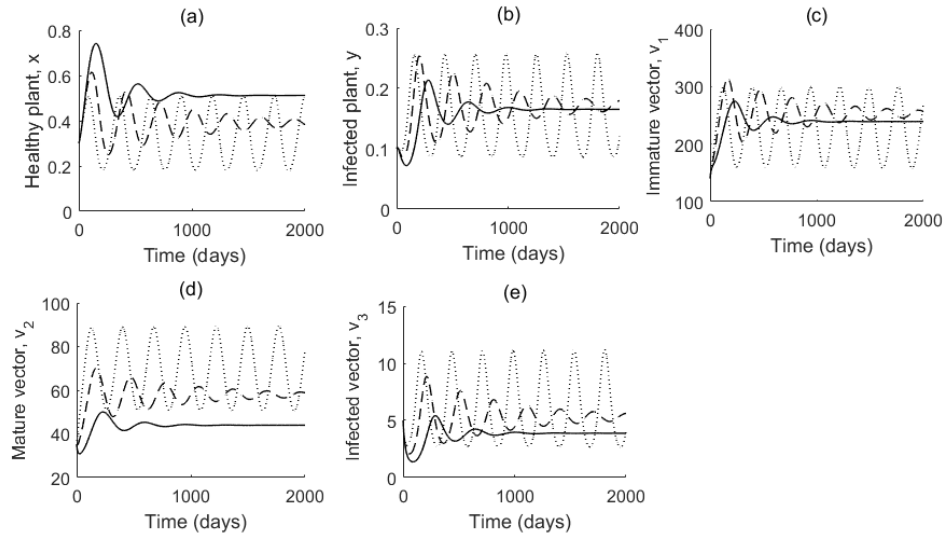 (a)
Healthy plant, x
0.8
0.6
0.4
0.2
0
0
1000
2000
Time (days)
(b)
Infected plant, y
0.3
0.2
0.1
0
0
1000
2000
Time (days)
(c)
Immature vector, v1
400
300
200
100
0
1000
2000
Time (days)
(d)
Mature vector, v2
100
80
60
40
20
0
1000
2000
Time (days)
(e)
Infected vector, v3
15
10
5
0
0
1000
2000
Time (days)